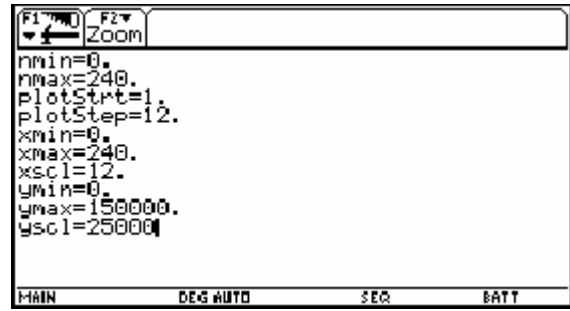 F1 F2
Zoom
nmin=0.
nmax=240.
plotStrt=1.
plotStep=12.
xmin=0.
xmax=240.
xscl=12.
ymin=0.
ymax=150000.
yscl=25000
MAIN DEG AUTO SEQ BATT